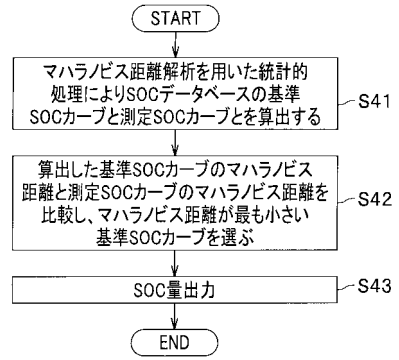 START
マハラノビス距離解析を用いた統計的
処理によりSOCデータベースの基準
SOCカーブと測定SOCカーブとを算出する
S41
算出した基準SOCカーブのマハラノビス
距離と測定SOCカーブのマハラノビス距離を
比較し、マハラノビス距離が最も小さい
基準SOCカーブを選ぶ
S42
SOC量出力
S43
END